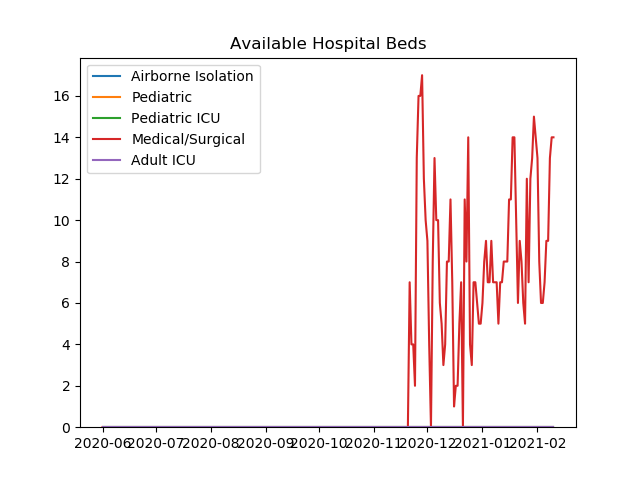 Available Hospital Beds
Airborne Isolation
Pediatric
Pediatric ICU
Medical/Surgical
Adult ICU
16
14
12
10
8
6
4
2
0
2020-06 2020-07 2020-08 2020-09 2020-10 2020-11 2020-12 2021-01 2021-02